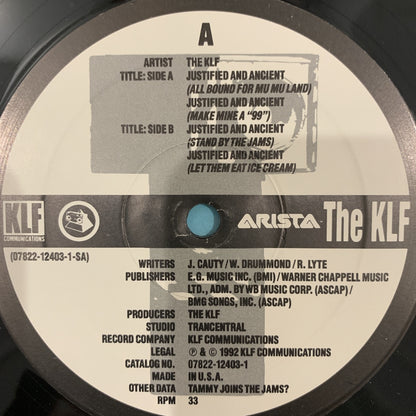 A
ARTIST THE KLF
TITLE: SIDE A JUSTIFIED AND ANCIENT
(ALL BOUND FOR MU MU LAND)
JUSTIFIED AND ANCIENT
(MAKE MINE A "99")
TITLE: SIDE B JUSTIFIED AND ANCIENT
(STAND BY THE JAMS)
JUSTIFIED AND ANCIENT
(LET THEM EAT ICE CREAM)
KLF
COMMUNICATIONS
ARISTA The KLF
(07822-12403-1-SA)
WRITERS J. CAUTY/W. DRUMMOND/R. LYTE
PUBLISHERS E.G. MUSIC INC. (BMI)/WARNER CHAPPELL MUSIC
LTD., ADM. BY WB MUSIC CORP. (ASCAP)/
BMG SONGS, INC. (ASCAP)
PRODUCERS THE KLF
STUDIO TRANCENTRAL
RECORD COMPANY KLF COMMUNICATIONS
LEGAL ℗ & © 1992 KLF COMMUNICATIONS
CATALOG NO. 07822-12403-1
MADE IN U.S.A.
OTHER DATA TAMMY JOINS THE JAMS?
RPM 33